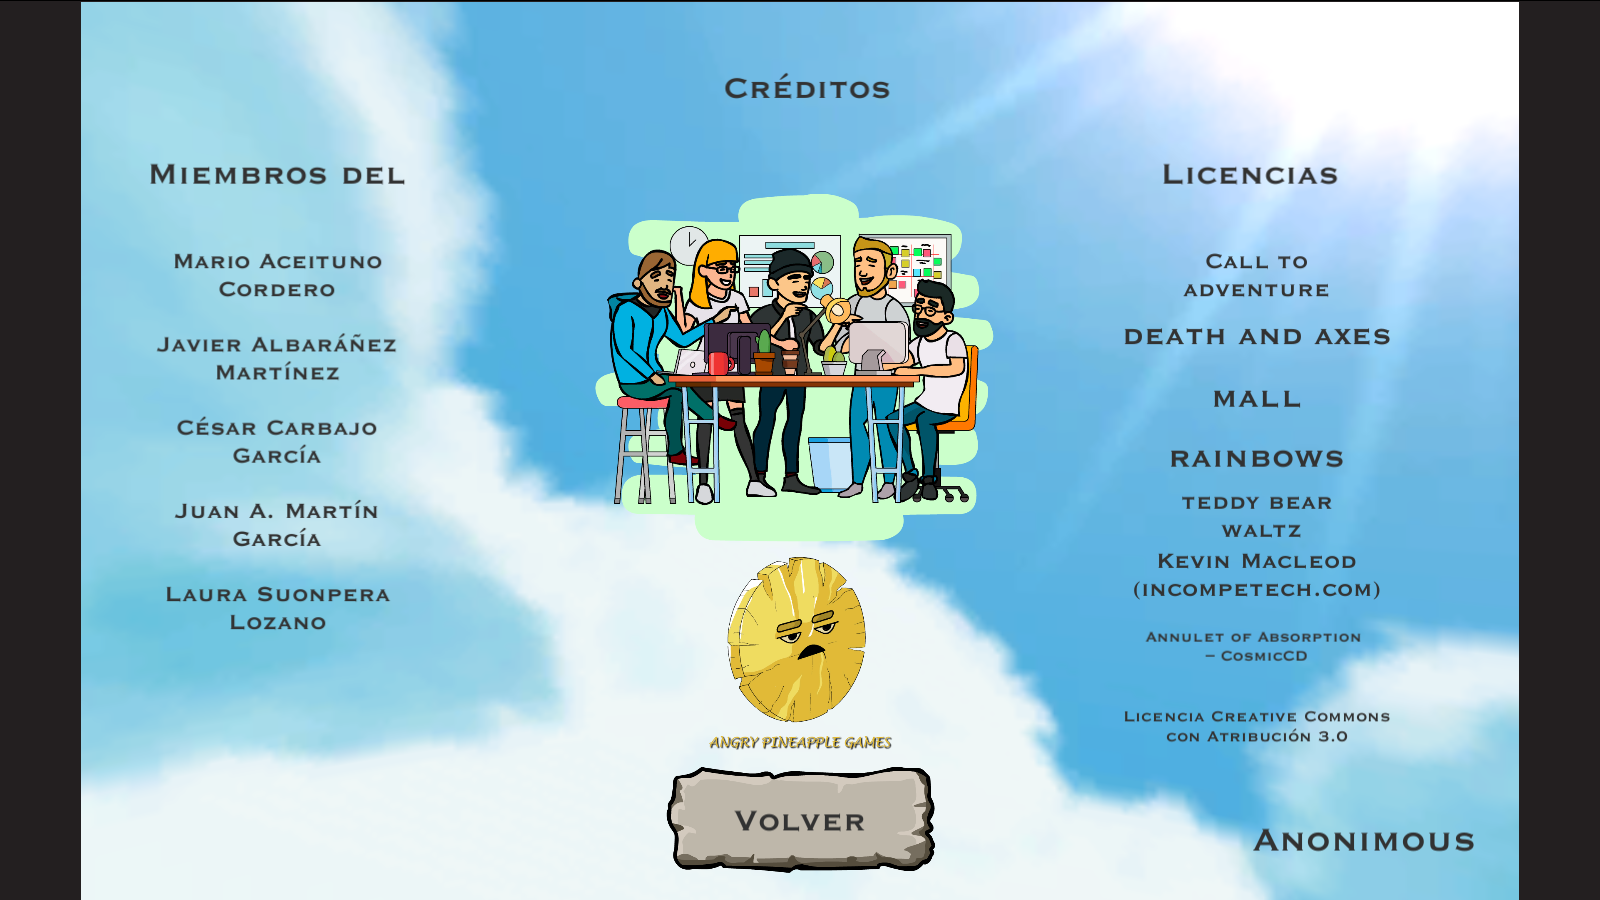 Créditos
Miembros del
Mario Aceituno
Cordero
Javier Albaráñez
Martínez
César Carbajo
García
Juan A. Martín
García
Laura Suonpera
Lozano
Licencias
Call to
adventure
death and axes
mall
rainbows
teddy bear
waltz
Kevin Macleod
(incompetech.com)
Annulet of Absorption
– CosmicCD
Licencia Creative Commons
con Atribución 3.0
ANGRY PINEAPPLE GAMES
Volver
Anonimous